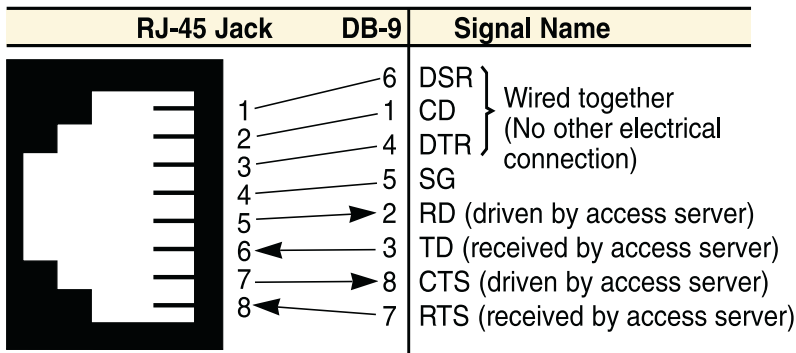 RJ-45 Jack DB-9 Signal Name
1 6 DSR
2 1 CD
3 4 DTR
Wired together
(No other electrical
connection)
4 5 SG
5 2 RD (driven by access server)
6 3 TD (received by access server)
7 8 CTS (driven by access server)
8 7 RTS (received by access server)